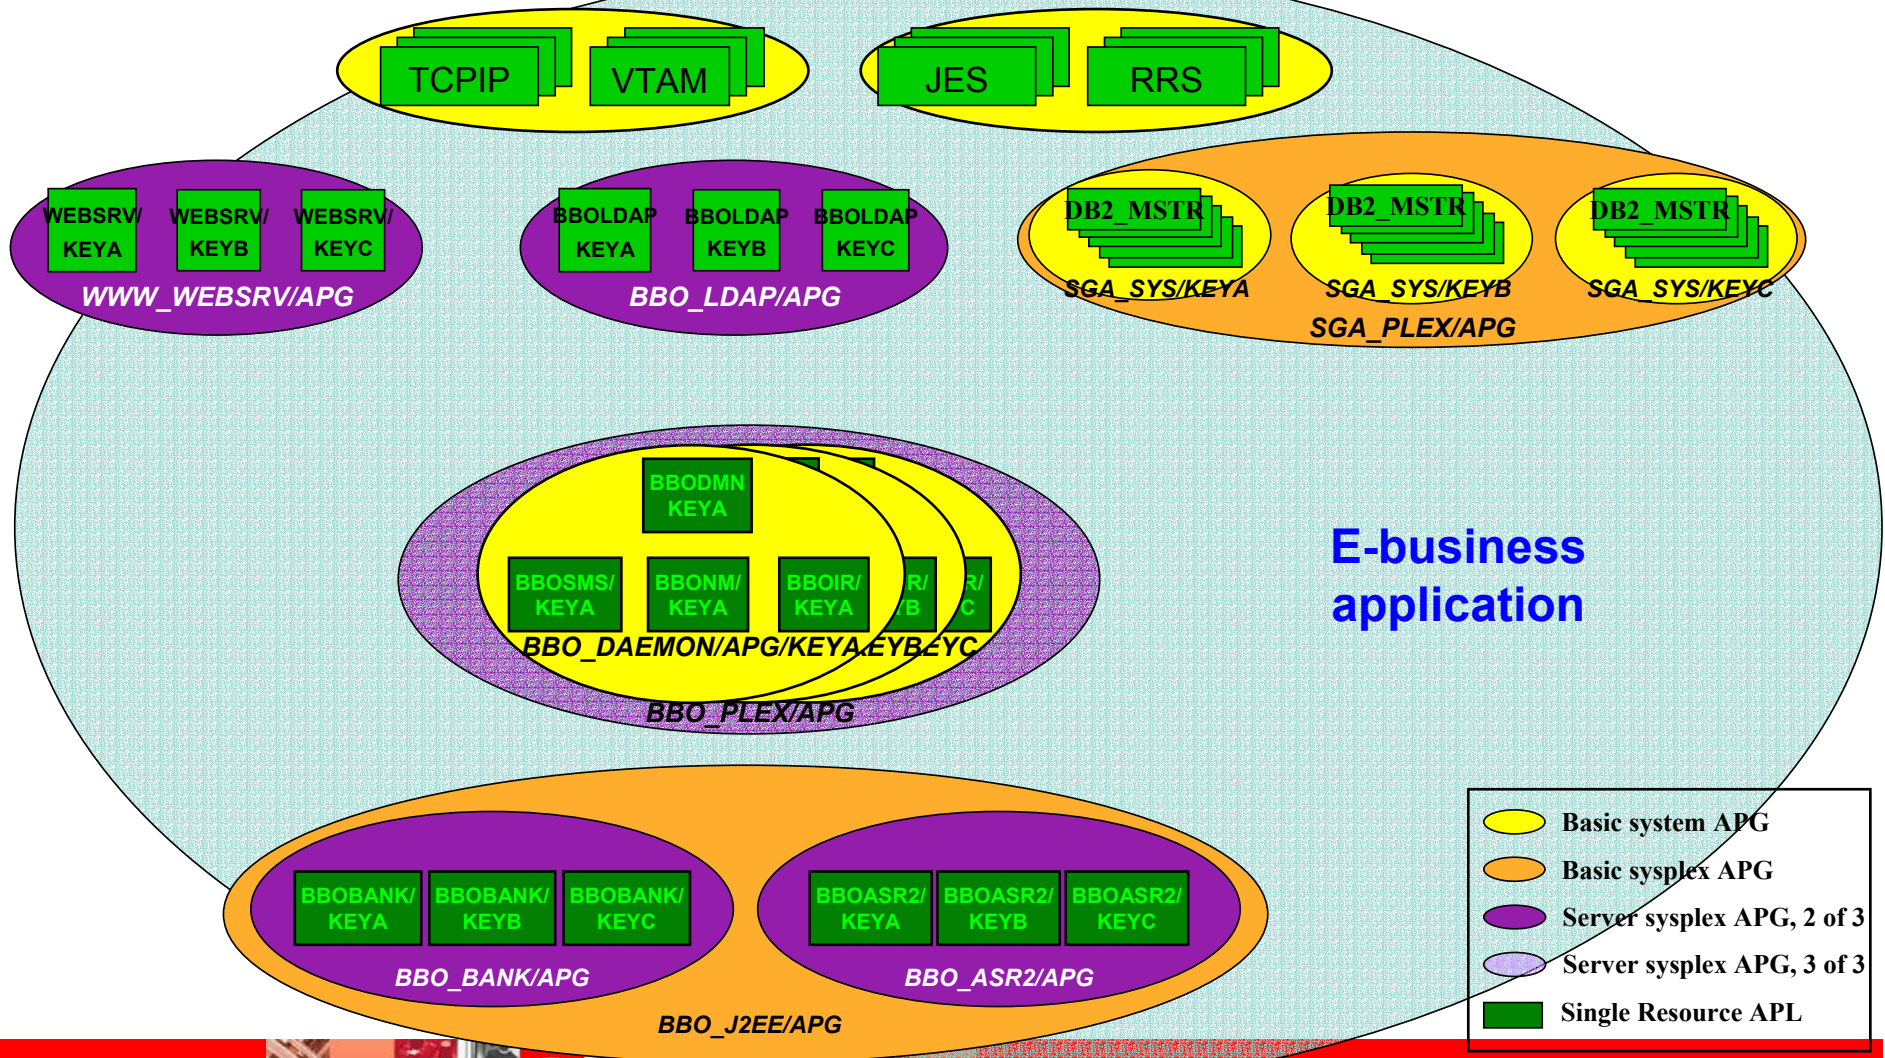 TCPIP
VTAM
JES
RRS
WEBSRV/
KEYA
WEBSRV/
KEYB
WEBSRV/
KEYC
WWW_WEBSRV/APG
BBOLDAP
KEYA
BBOLDAP
KEYB
BBOLDAP
KEYC
BBO_LDAP/APG
DB2_MSTR
SGA_SYS/KEYA
DB2_MSTR
SGA_SYS/KEYB
DB2_MSTR
SGA_SYS/KEYC
SGA_PLEX/APG
BBODMN
KEYA
BBOSMS/
KEYA
BBONM/
KEYA
BBOIR/
KEYA
R/
YB
R/
C
BBO_DAEMON/APG/KEYA
EYB
EYC
BBO_PLEX/APG
E-business
application
BBOBANK/
KEYA
BBOBANK/
KEYB
BBOBANK/
KEYC
BBO_BANK/APG
BBOASR2/
KEYA
BBOASR2/
KEYB
BBOASR2/
KEYC
BBO_ASR2/APG
BBO_J2EE/APG
Basic system APG
Basic sysplex APG
Server sysplex APG, 2 of 3
Server sysplex APG, 3 of 3
Single Resource APL